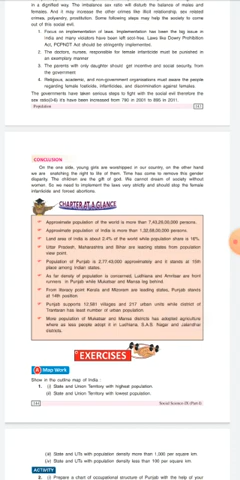 in a dignified way. The imbalance sex ratio will disturb the balance of males and
females. And it may increase the other crimes like illicit relationship, sex related
crimes, polyandry, prostitution. Some following steps may help the society to come
out of this social evil.
1. Focus on implementation of laws. Implementation has been the big issue in
India and many violators have been left scot-free. Laws like Dowry Prohibition
Act, PCPNDT Act should be stringently implemented.
2. The doctors, nurses, responsible for female infanticide must be punished in
an exemplary manner
3. The parents with only daughter should, get incentive and social security, from
the government
4. Religious, academic, and non-government organisations must aware the people
regarding female foeticide, infanticides, and discrimination against females.
The governments have taken serious steps to fight with the social evil therefore the
sex ratio(0-6) it's have been increased from 780 in 2001 to 895 in 2011.
CONCLUSION
On the one side, young girls are worshipped in our country, on the other hand
we are snatching the right to life of them. Time has come to remove this gender
disparity. The children are the gift of god. We cannot dream of society without
women. So we need to implement the laws very strictly and should stop the female
infanticide and forced abortions.
CHAPTER AT A GLANCE
Approximate population of the world is more than 7,43,26,00,000 persons.
Approximate population of India is more than 1,32,68,00,000 persons.
Land area of India is about 2.4% of the world while population share is 18%.
Uttar Pradesh, Maharashtra and Bihar are leading states from population
view point.
Population of Punjab is 2,77,43,000 approximately and it stands at 15th
place among Indian states.
As far density of population is concerned, Ludhiana and Amritsar are front
runners in Punjab while Mukatsar and Mansa lag behind.
From literacy point Kerala and Mizoram are leading states, Punjab stands
at 14th position
Punjab supports 12,581 villages and 217 urban units while district of
Trantaran has least number of urban population.
More population of Mukatsar and Mansa districts has adopted agriculture
where as less people adopt it in Ludhiana, S.A.S. Nagar and Jalandhar
districts.
EXERCISES
Map Work
Show in the outline map of India :
1. (i) State and Union Territory with highest population.
(ii) State and Union Territory with lowest population.
Social Science-IX (Part-I)
(iii) State and UTs with population density more than 1,000 per square km.
(iv) State and UTs with population density less than 100 per square km.
ACTIVITY
2. (i) Prepare a chart of occupational structure of Punjab with the help of your